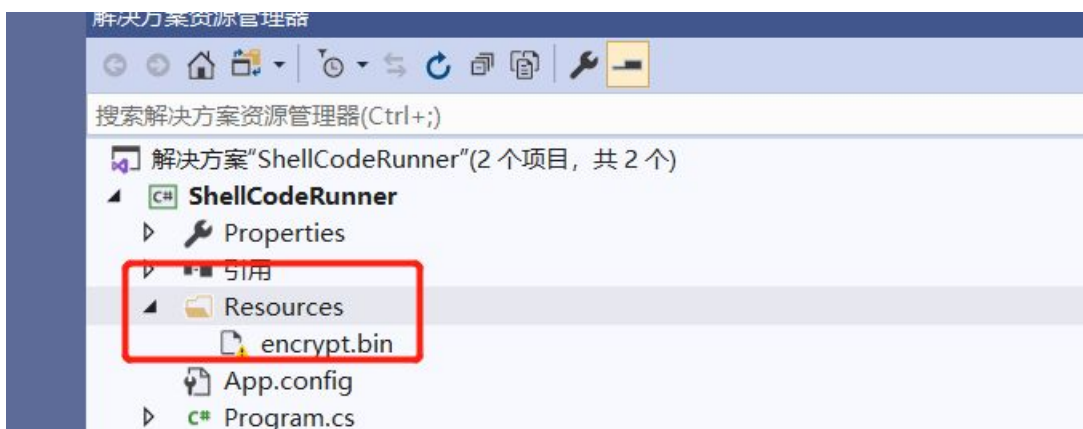 解决方案资源管理器
搜索解决方案资源管理器(Ctrl+;)
解决方案"ShellCodeRunner"(2 个项目，共 2 个)
C# ShellCodeRunner
Properties
引用
Resources
encrypt.bin
App.config
C# Program.cs